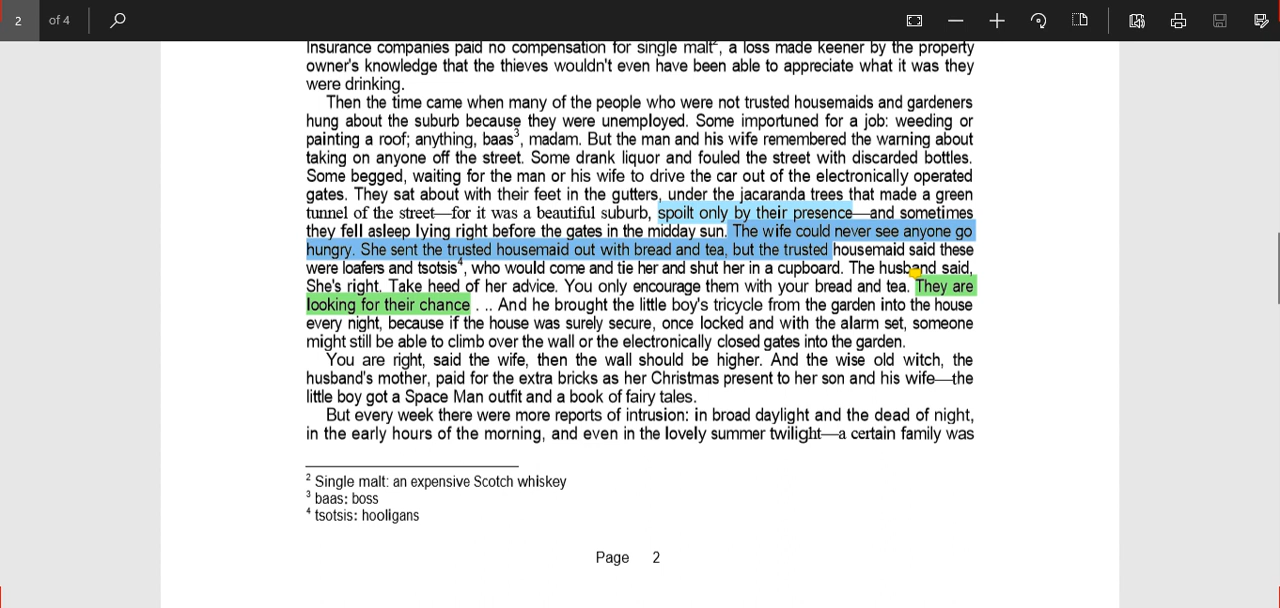 2 of 4
Insurance companies paid no compensation for single malt², a loss made keener by the property
owner's knowledge that the thieves wouldn't even have been able to appreciate what it was they
were drinking.
Then the time came when many of the people who were not trusted housemaids and gardeners
hung about the suburb because they were unemployed. Some importuned for a job: weeding or
painting a roof; anything, baas³, madam. But the man and his wife remembered the warning about
taking on anyone off the street. Some drank liquor and fouled the street with discarded bottles.
Some begged, waiting for the man or his wife to drive the car out of the electronically operated
gates. They sat about with their feet in the gutters, under the jacaranda trees that made a green
tunnel of the street—for it was a beautiful suburb, spoilt only by their presence—and sometimes
they fell asleep lying right before the gates in the midday sun. The wife could never see anyone go
hungry. She sent the trusted housemaid out with bread and tea, but the trusted housemaid said these
were loafers and tsotsis⁴, who would come and tie her and shut her in a cupboard. The husband said,
She's right. Take heed of her advice. You only encourage them with your bread and tea. They are
looking for their chance . .. And he brought the little boy's tricycle from the garden into the house
every night, because if the house was surely secure, once locked and with the alarm set, someone
might still be able to climb over the wall or the electronically closed gates into the garden.
You are right, said the wife, then the wall should be higher. And the wise old witch, the
husband's mother, paid for the extra bricks as her Christmas present to her son and his wife—the
little boy got a Space Man outfit and a book of fairy tales.
But every week there were more reports of intrusion: in broad daylight and the dead of night,
in the early hours of the morning, and even in the lovely summer twilight—a certain family was
² Single malt: an expensive Scotch whiskey
³ baas: boss
⁴ tsotsis: hooligans
Page 2